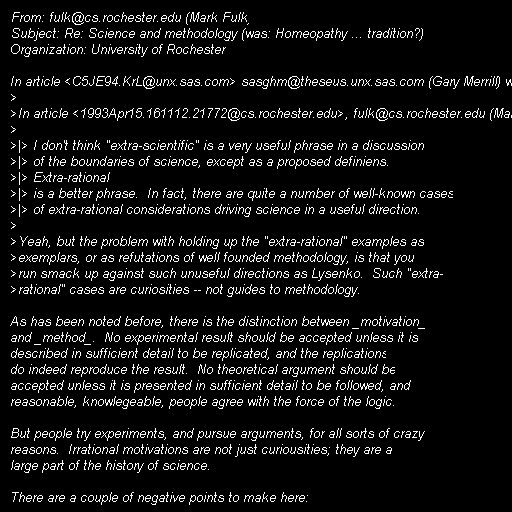 From: fulk@cs.rochester.edu (Mark Fulk)
Subject: Re: Science and methodology (was: Homeopathy ... tradition?)
Organization: University of Rochester

In article <C5JE94.KrL@unx.sas.com> sasghm@theseus.unx.sas.com (Gary Merrill) w
>
>In article <1993Apr15.161112.21772@cs.rochester.edu>, fulk@cs.rochester.edu (Ma
>
>|> I don't think "extra-scientific" is a very useful phrase in a discussion
>|> of the boundaries of science, except as a proposed definiens.
>|> Extra-rational
>|> is a better phrase.  In fact, there are quite a number of well-known cases
>|> of extra-rational considerations driving science in a useful direction.
>
>Yeah, but the problem with holding up the "extra-rational" examples as
>exemplars, or as refutations of well founded methodology, is that you
>run smack up against such unuseful directions as Lysenko.  Such "extra-
>rational" cases are curiosities -- not guides to methodology.

As has been noted before, there is the distinction between _motivation_
and _method_.  No experimental result should be accepted unless it is
described in sufficient detail to be replicated, and the replications
do indeed reproduce the result.  No theoretical argument should be
accepted unless it is presented in sufficient detail to be followed, and
reasonable, knowlegeable, people agree with the force of the logic.

But people try experiments, and pursue arguments, for all sorts of crazy
reasons.  Irrational motivations are not just curiousities; they are a
large part of the history of science.

There are a couple of negative points to make here: